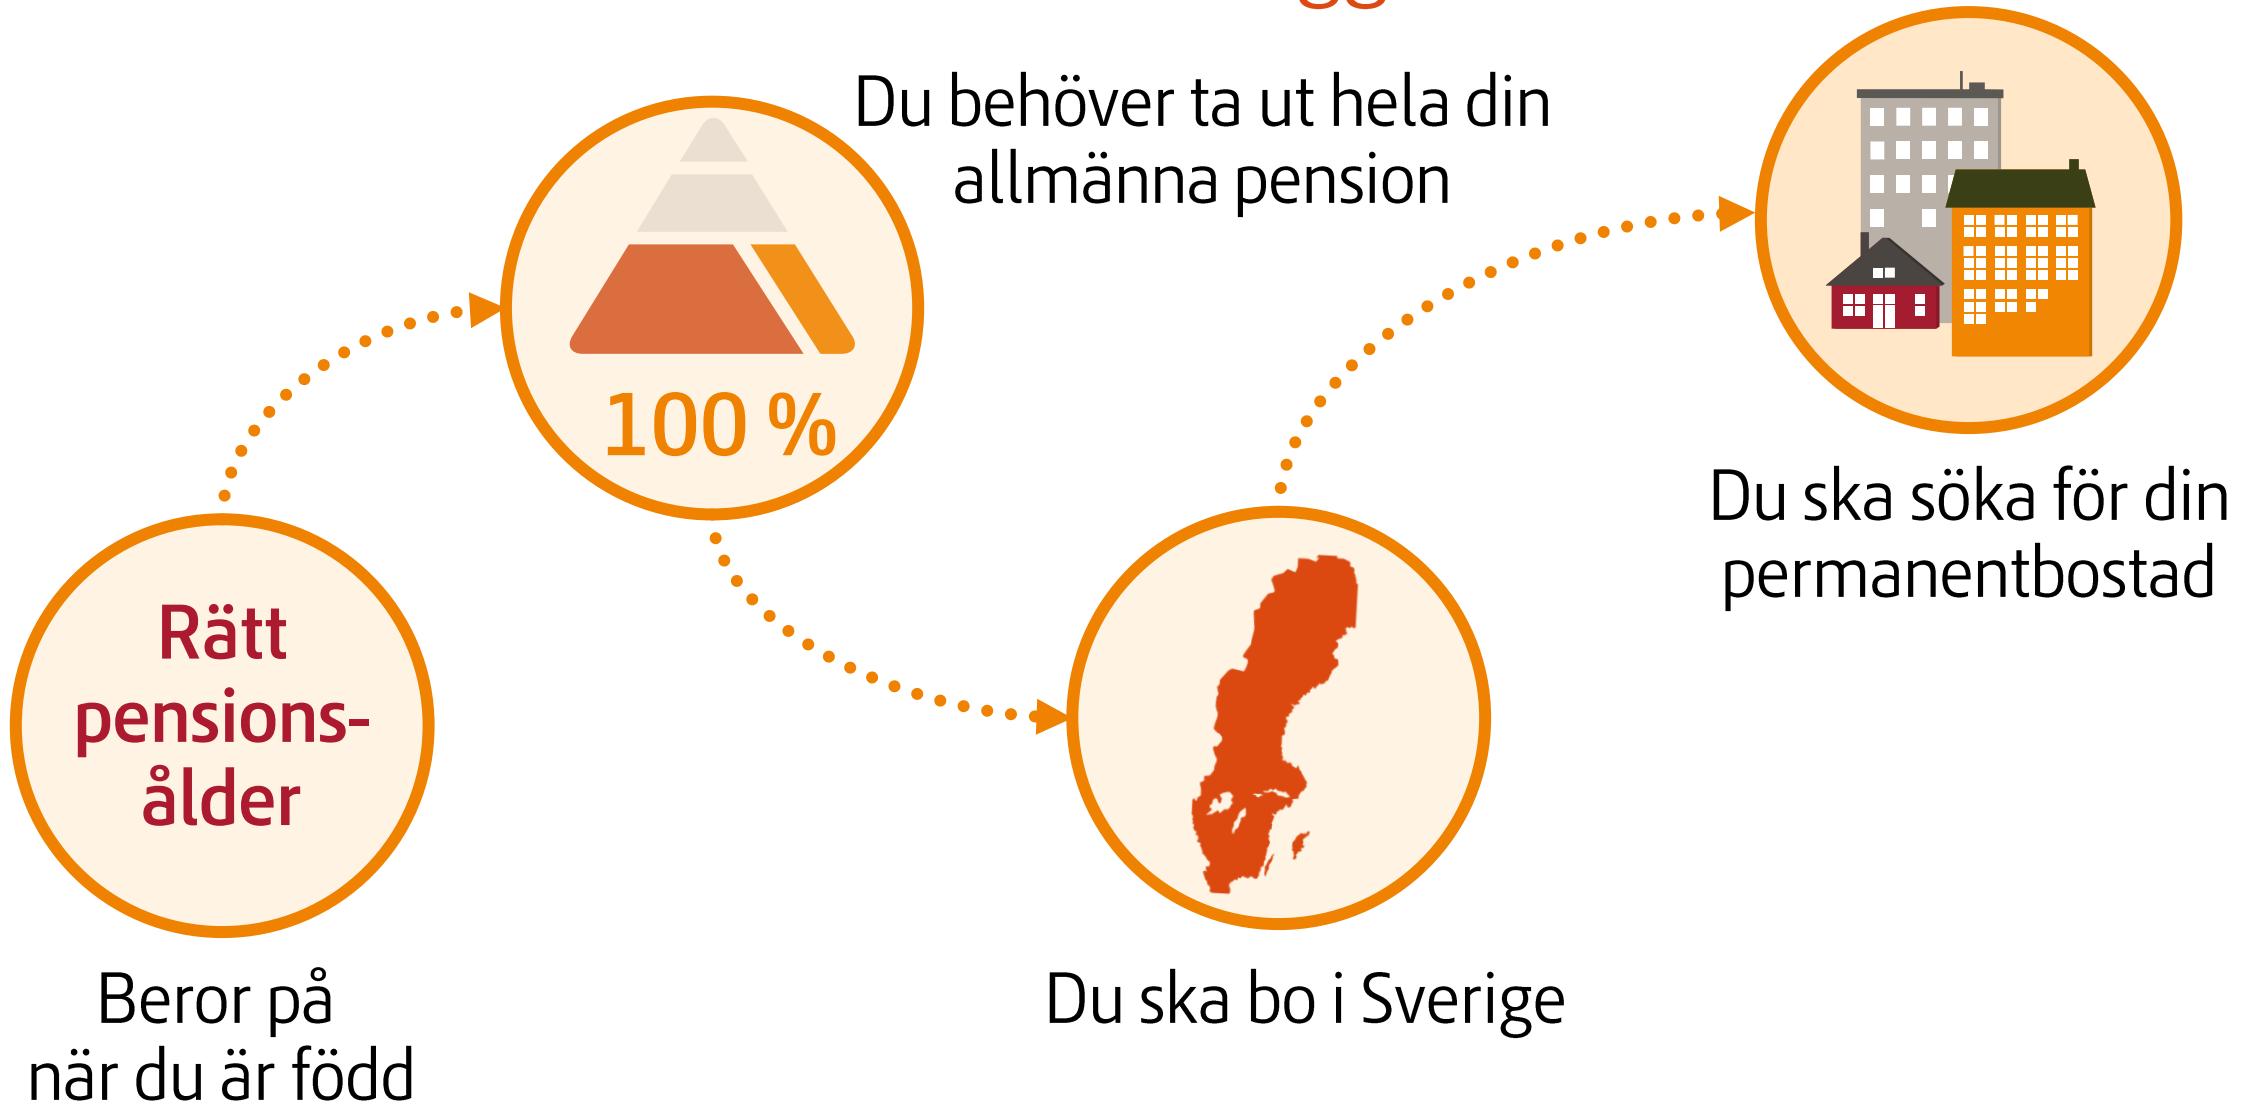 Du behöver ta ut hela din
allmänna pension
100 %
Rätt
pensions-
ålder
Beror på
när du är född
Du ska bo i Sverige
Du ska söka för din
permanentbostad